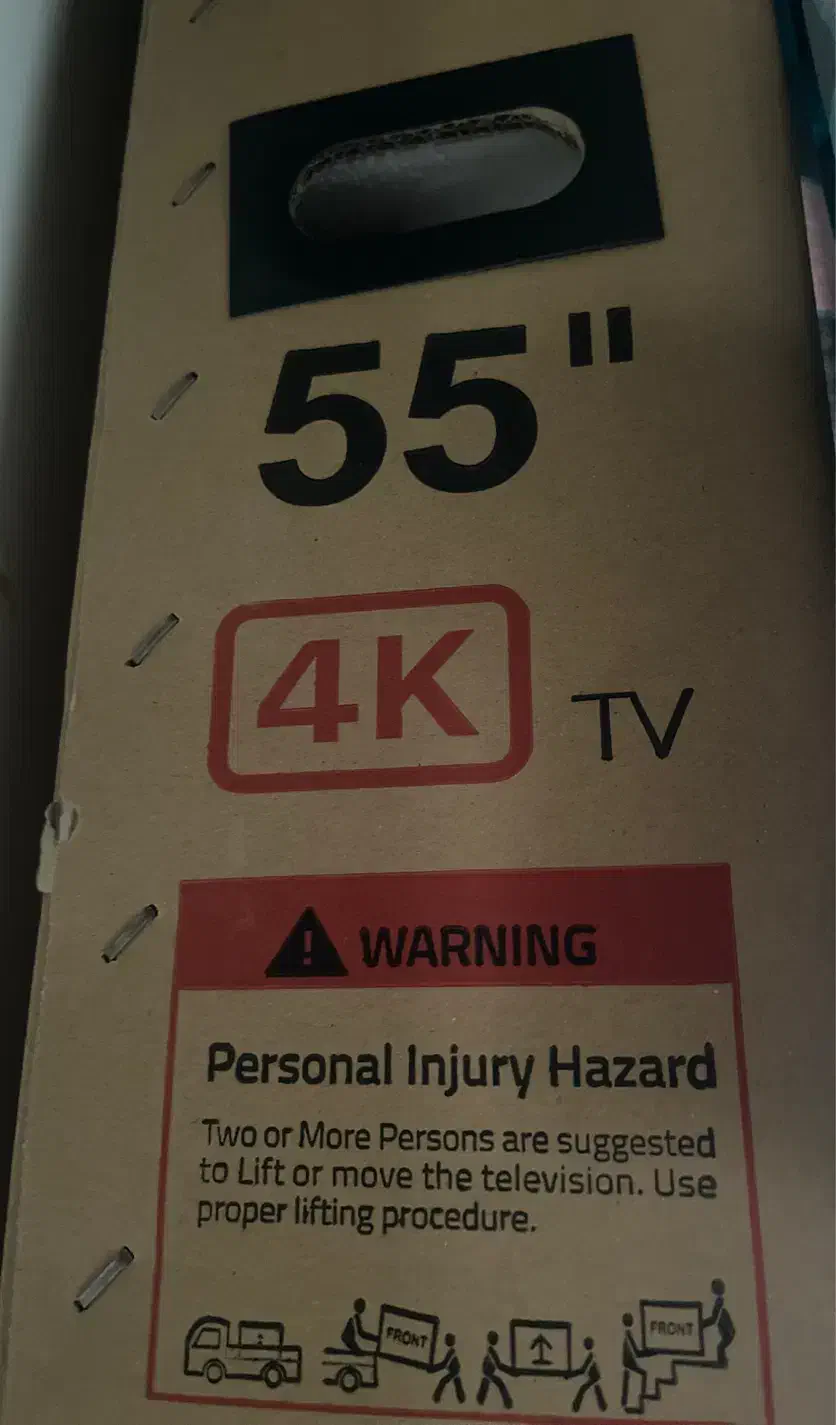 55"
4K TV
WARNING
Personal Injury Hazard
Two or More Persons are suggested
to Lift or move the television. Use
proper lifting procedure.
FRONT FRONT